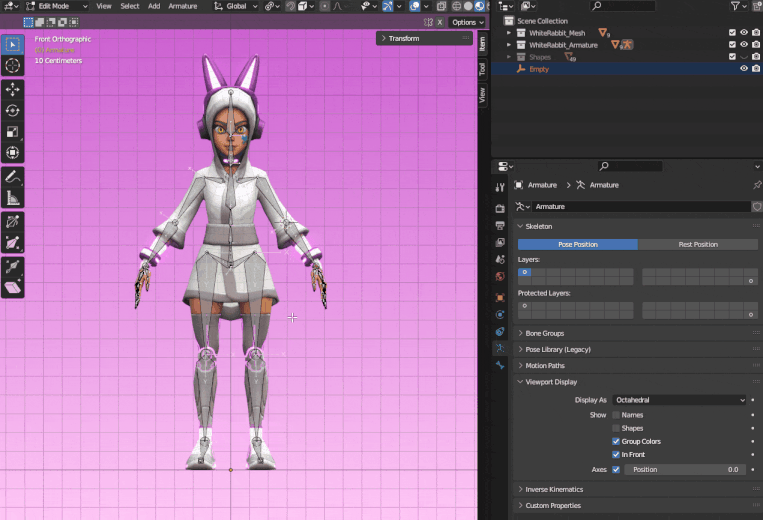 Edit Mode
View
Select
Add
Armature
Global
Options
Front Orthographic
10 Centimeters
Transform
Item
Tool
View
Scene Collection
WhiteRabbit_Mesh
9
WhiteRabbit_Armature
Shapes
49
Empty
Armature
Armature
Armature
Skeleton
Pose Position
Rest Position
Layers:
Protected Layers:
Bone Groups
Pose Library (Legacy)
Motion Paths
Viewport Display
Display As
Octahedral
Show
Names
Shapes
Group Colors
In Front
Axes
Position
0.0
Inverse Kinematics
Custom Properties